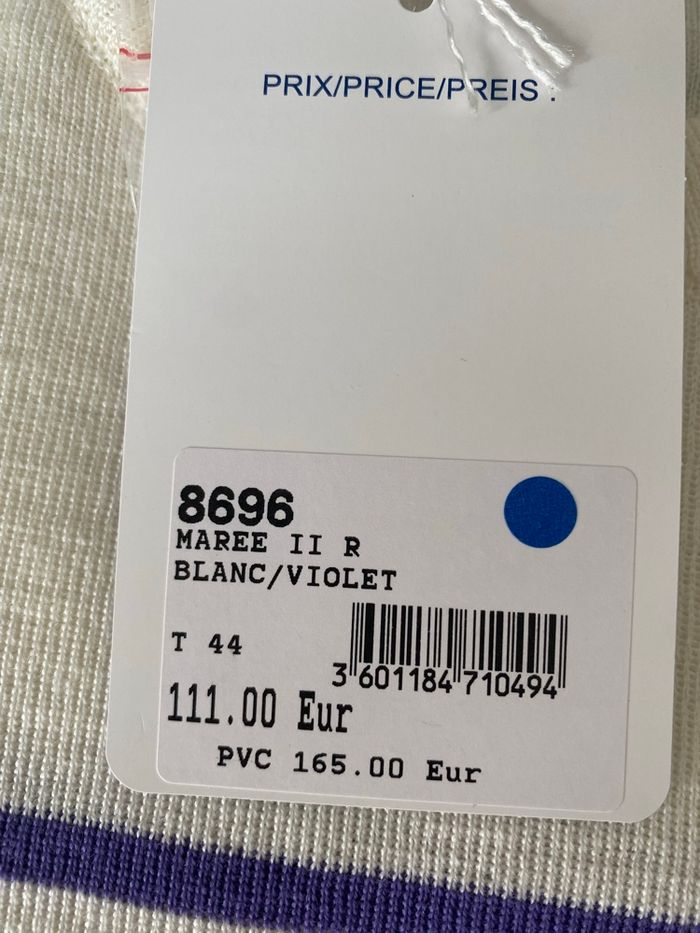 PRIX/PRICE/PREIS :
8696
MAREE II R
BLANC/VIOLET
T 44
3 601184 710494
111.00 Eur
PVC 165.00 Eur